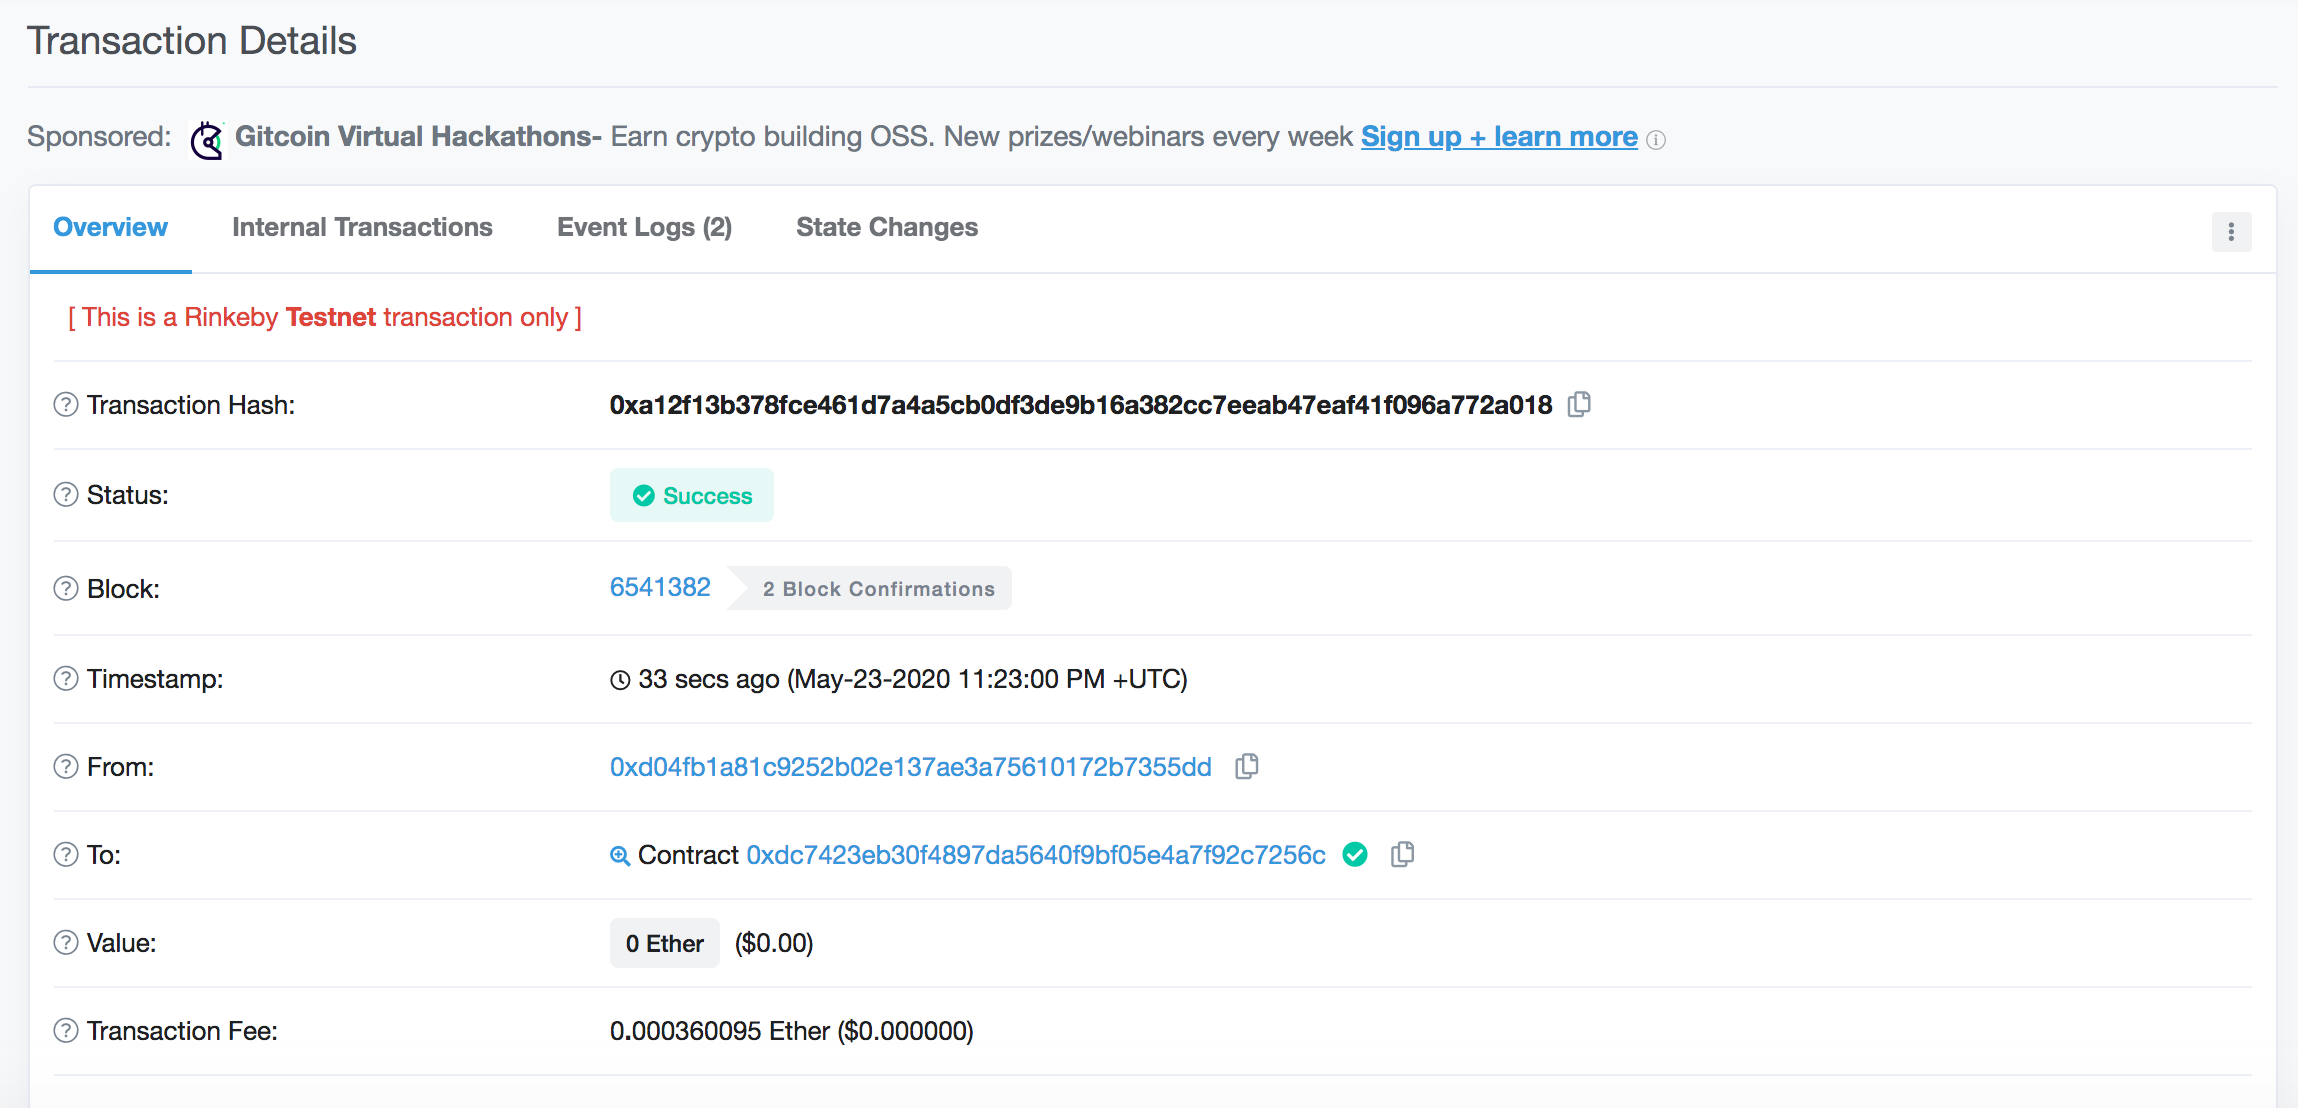 Transaction Details
Sponsored: Gitcoin Virtual Hackathons- Earn crypto building OSS. New prizes/webinars every week Sign up + learn more
Overview Internal Transactions Event Logs (2) State Changes
[ This is a Rinkeby Testnet transaction only ]
Transaction Hash: 0xa12f13b378fce461d7a4a5cb0df3de9b16a382cc7eeab47eaf41f096a772a018
Status: Success
Block: 6541382 2 Block Confirmations
Timestamp: 33 secs ago (May-23-2020 11:23:00 PM +UTC)
From: 0xd04fb1a81c9252b02e137ae3a75610172b7355dd
To: Contract 0xdc7423eb30f4897da5640f9bf05e4a7f92c7256c
Value: 0 Ether ($0.00)
Transaction Fee: 0.000360095 Ether ($0.000000)